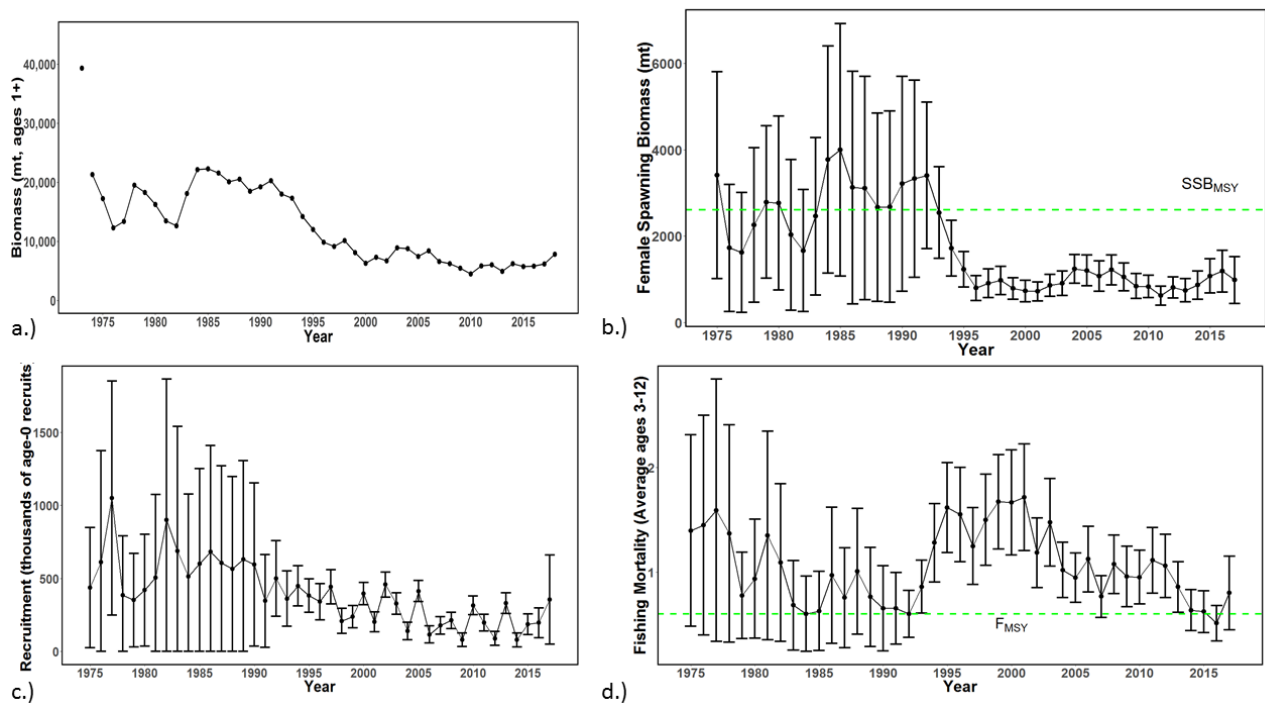 Biomass (mt, ages 1+)
40,000
30,000
20,000
10,000
0
1975 1980 1985 1990 1995 2000 2005 2010 2015
Year
a.)
Female Spawning Biomass (mt)
6000
4000
2000
0
SSBMSY
1975 1980 1985 1990 1995 2000 2005 2010 2015
Year
b.)
Recruitment (thousands of age-0 recruits
1500
1000
500
0
1975 1980 1985 1990 1995 2000 2005 2010 2015
Year
c.)
Fishing Mortality (Average ages 3-12)
2
1
FMSY
1975 1980 1985 1990 1995 2000 2005 2010 2015
Year
d.)